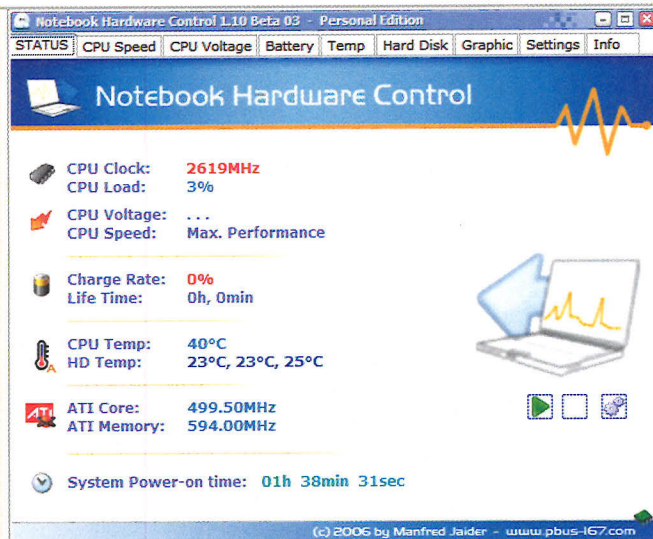 Notebook Hardware Control 1.10 Beta 03 - Personal Edition
STATUS CPU Speed CPU Voltage Battery Temp Hard Disk Graphic Settings Info
Notebook Hardware Control
CPU Clock: 2619MHz
CPU Load: 3%
CPU Voltage: . . .
CPU Speed: Max. Performance
Charge Rate: 0%
Life Time: 0h, 0min
CPU Temp: 40°C
HD Temp: 23°C, 23°C, 25°C
A
ATI
ATI Core: 499.50MHz
ATI Memory: 594.00MHz
System Power-on time: 01h 38min 31sec
(c) 2006 by Manfred Jaider - www.pbus-167.com